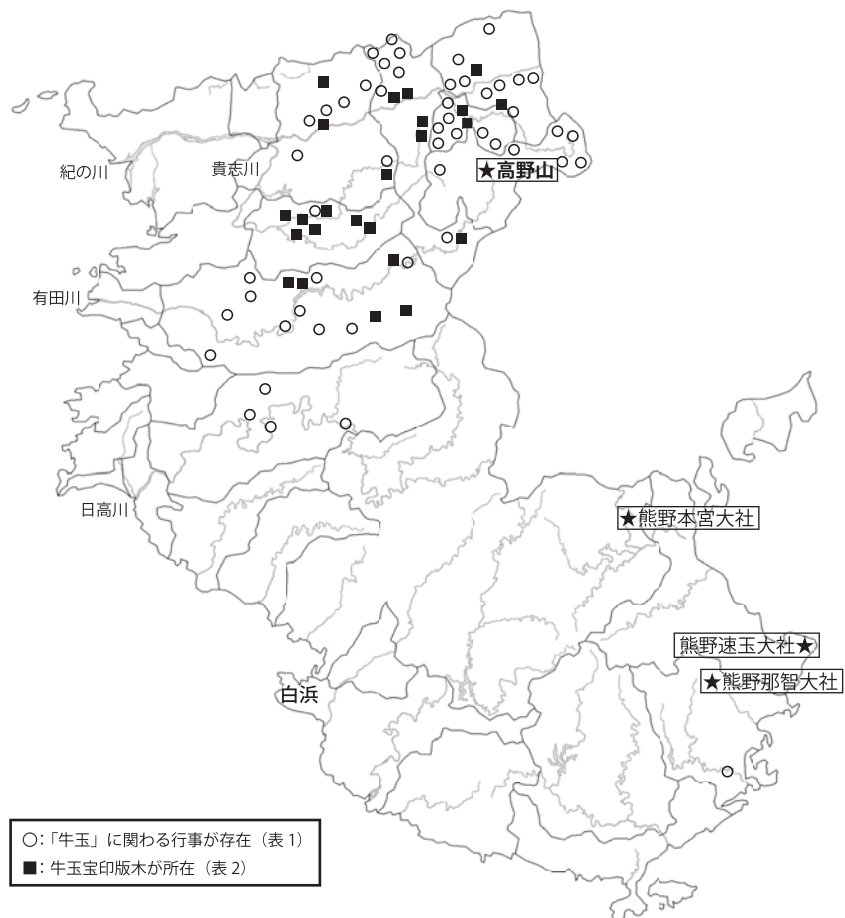 紀の川
貴志川
★高野山
有田川
日高川
★熊野本宮大社
熊野速玉大社★
★熊野那智大社
白浜
○：「牛玉」に関わる行事が存在（表 1）
■：牛玉宝印版木が所在（表 2）